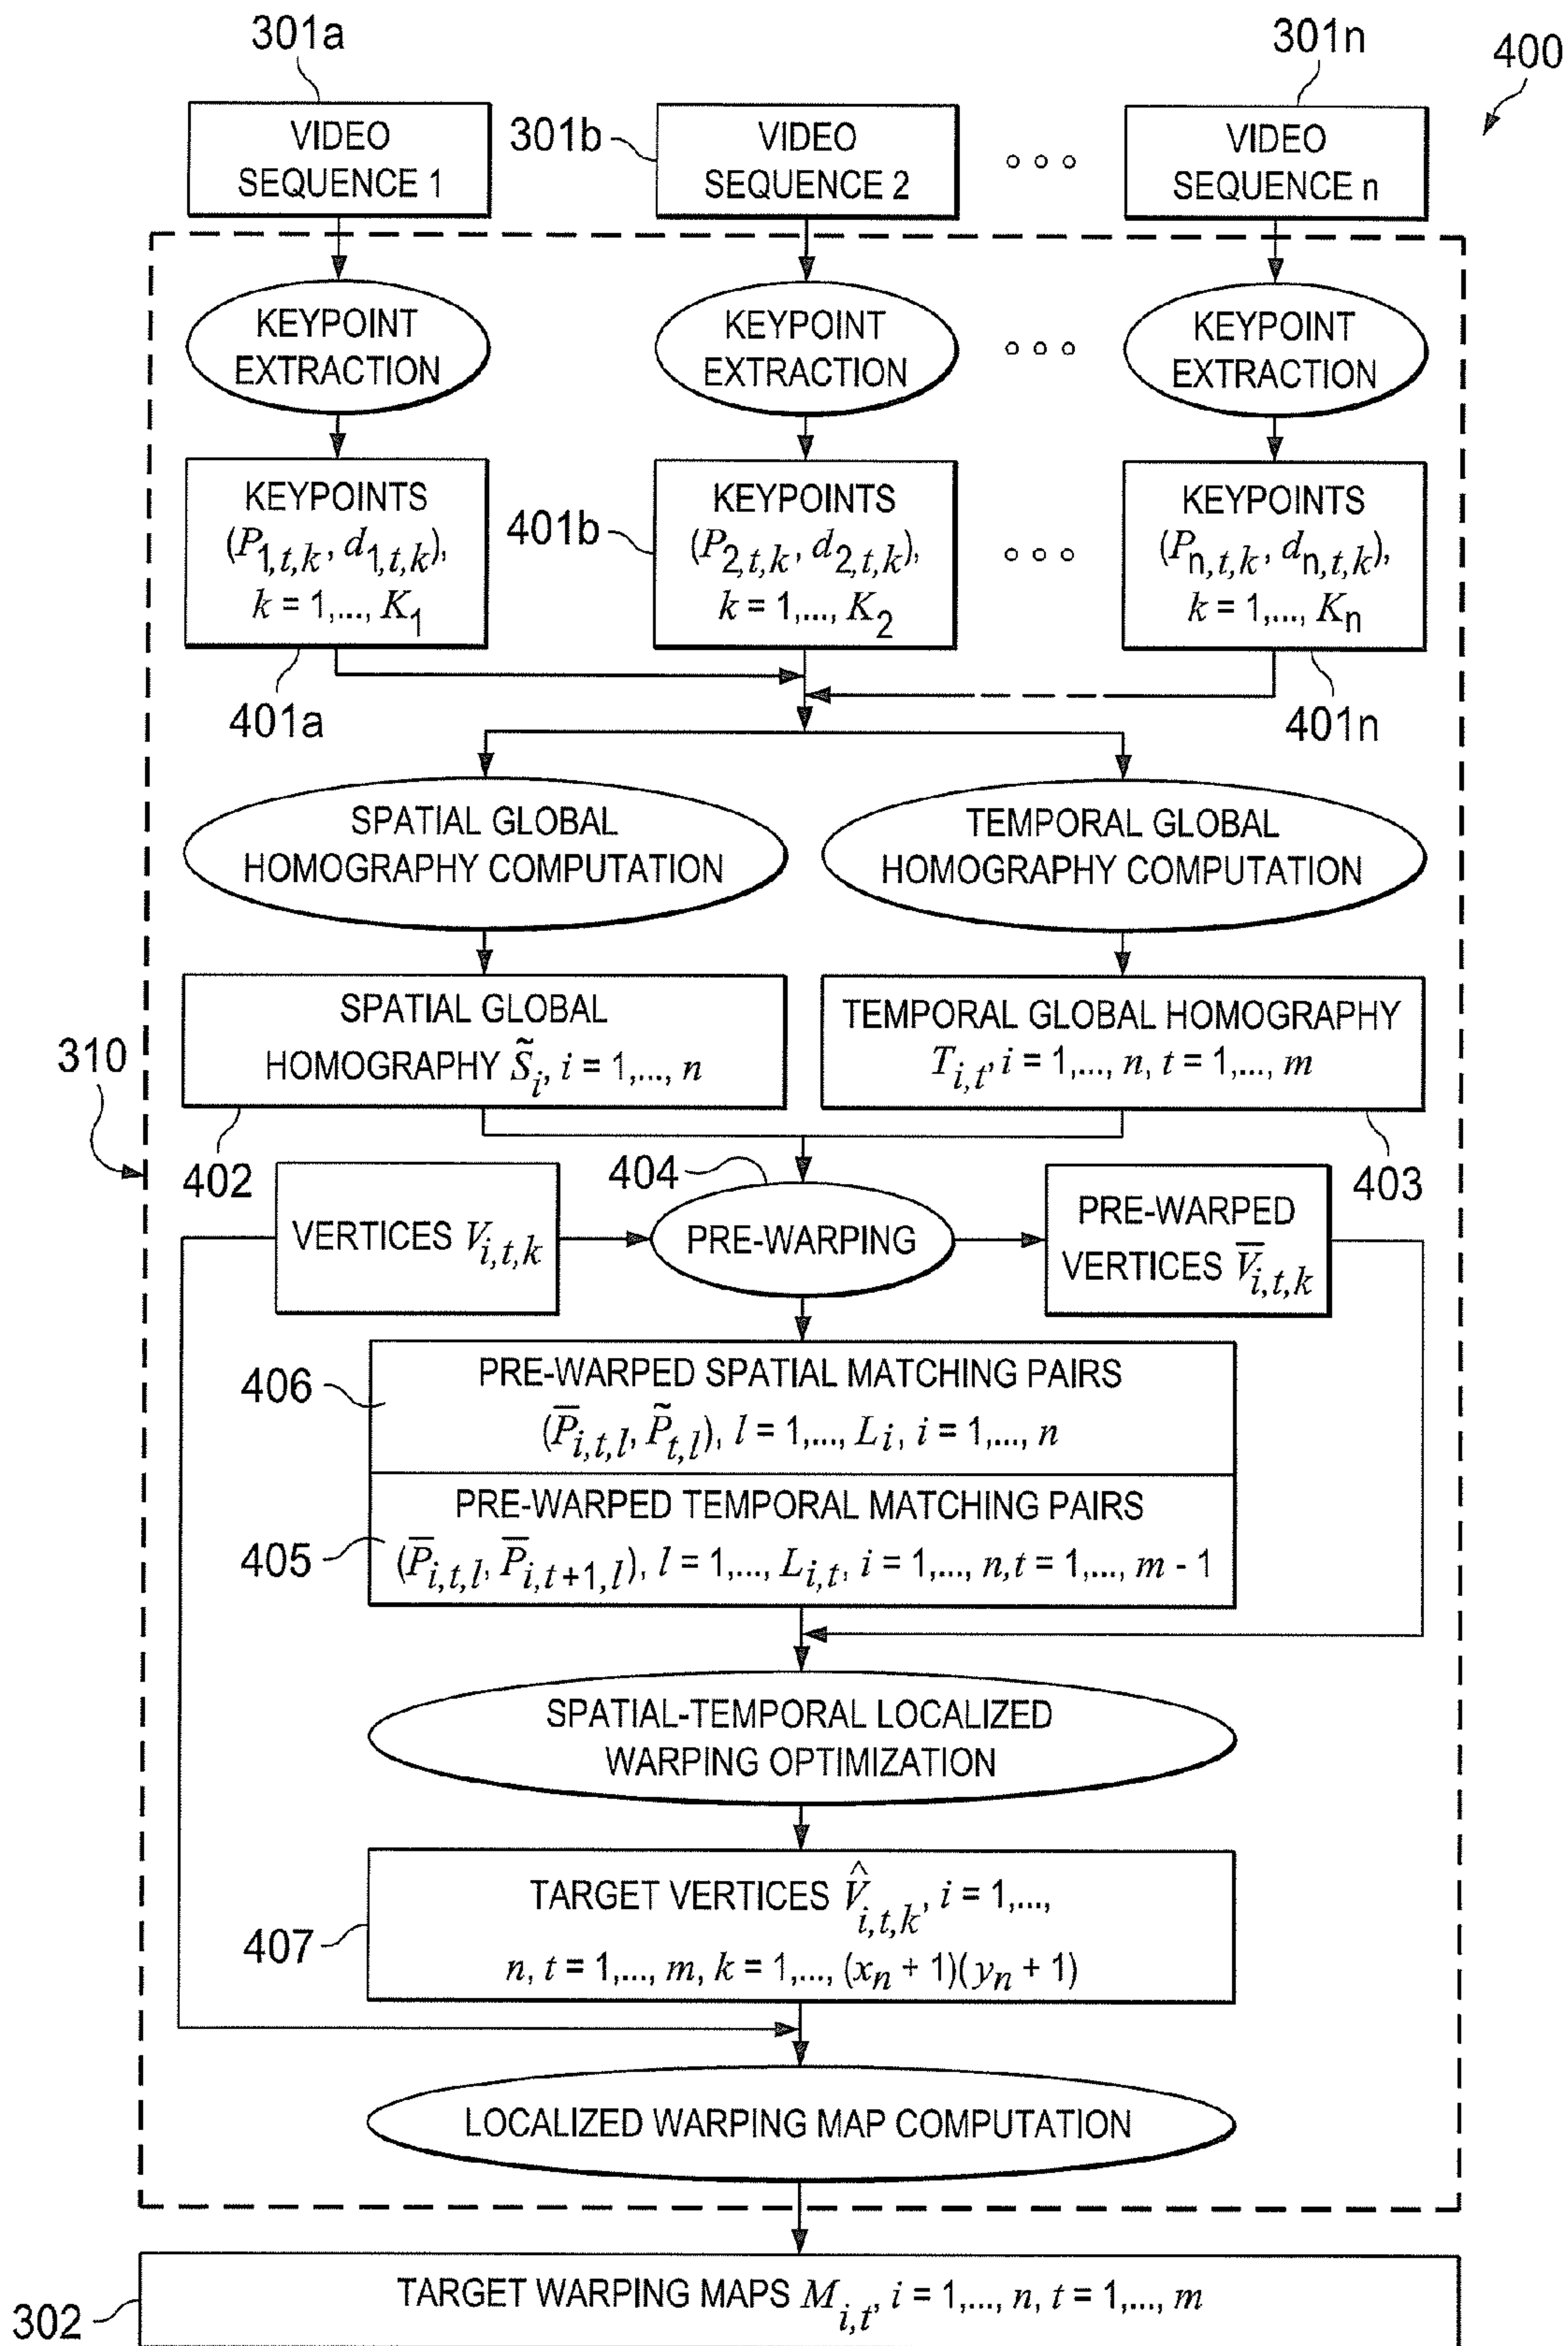 301a
301n
400
VIDEO
SEQUENCE 1
301b
VIDEO
SEQUENCE 2
VIDEO
SEQUENCE n
KEYPOINT
EXTRACTION
KEYPOINT
EXTRACTION
KEYPOINT
EXTRACTION
KEYPOINTS
(P1,t,k, d1,t,k),
k = 1,..., K1
401a
401b
KEYPOINTS
(P2,t,k, d2,t,k),
k = 1,..., K2
KEYPOINTS
(Pn,t,k, dn,t,k),
k = 1,..., Kn
401n
SPATIAL GLOBAL
HOMOGRAPHY COMPUTATION
TEMPORAL GLOBAL
HOMOGRAPHY COMPUTATION
SPATIAL GLOBAL
HOMOGRAPHY S̃i, i = 1,..., n
402
TEMPORAL GLOBAL HOMOGRAPHY
Ti,t, i = 1,..., n, t = 1,..., m
403
310
404
VERTICES Vi,t,k
PRE-WARPING
PRE-WARPED
VERTICES V̅i,t,k
406
PRE-WARPED SPATIAL MATCHING PAIRS
(P̅i,t,l, P̃t,l), l = 1,..., Li, i = 1,..., n
405
PRE-WARPED TEMPORAL MATCHING PAIRS
(P̅i,t,l, P̅i,t+1,l), l = 1,..., Li,t, i = 1,..., n,t = 1,..., m - 1
SPATIAL-TEMPORAL LOCALIZED
WARPING OPTIMIZATION
407
TARGET VERTICES V̂i,t,k, i = 1,...,
n, t = 1,..., m, k = 1,..., (xn + 1)(yn + 1)
LOCALIZED WARPING MAP COMPUTATION
302
TARGET WARPING MAPS Mi,t, i = 1,..., n, t = 1,..., m